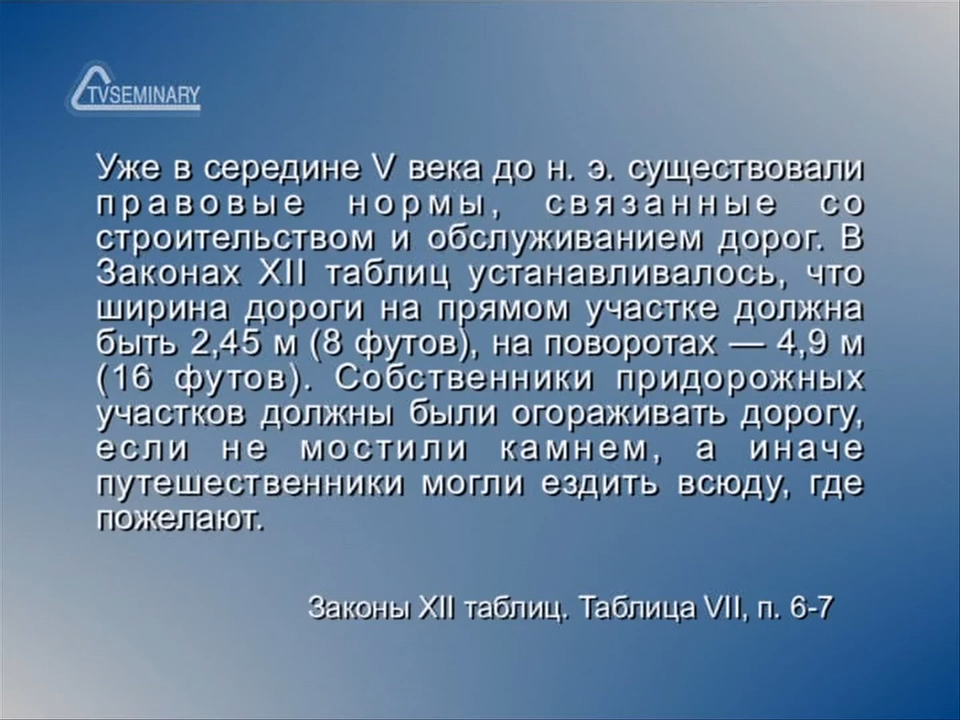 TVSEMINARY
Уже в середине V века до н. э. существовали
правовые нормы, связанные со
строительством и обслуживанием дорог. В
Законах XII таблиц устанавливалось, что
ширина дороги на прямом участке должна
быть 2,45 м (8 футов), на поворотах — 4,9 м
(16 футов). Собственники придорожных
участков должны были огораживать дорогу,
если не мостили камнем, а иначе
путешественники могли ездить всюду, где
пожелают.
Законы XII таблиц. Таблица VII, п. 6-7